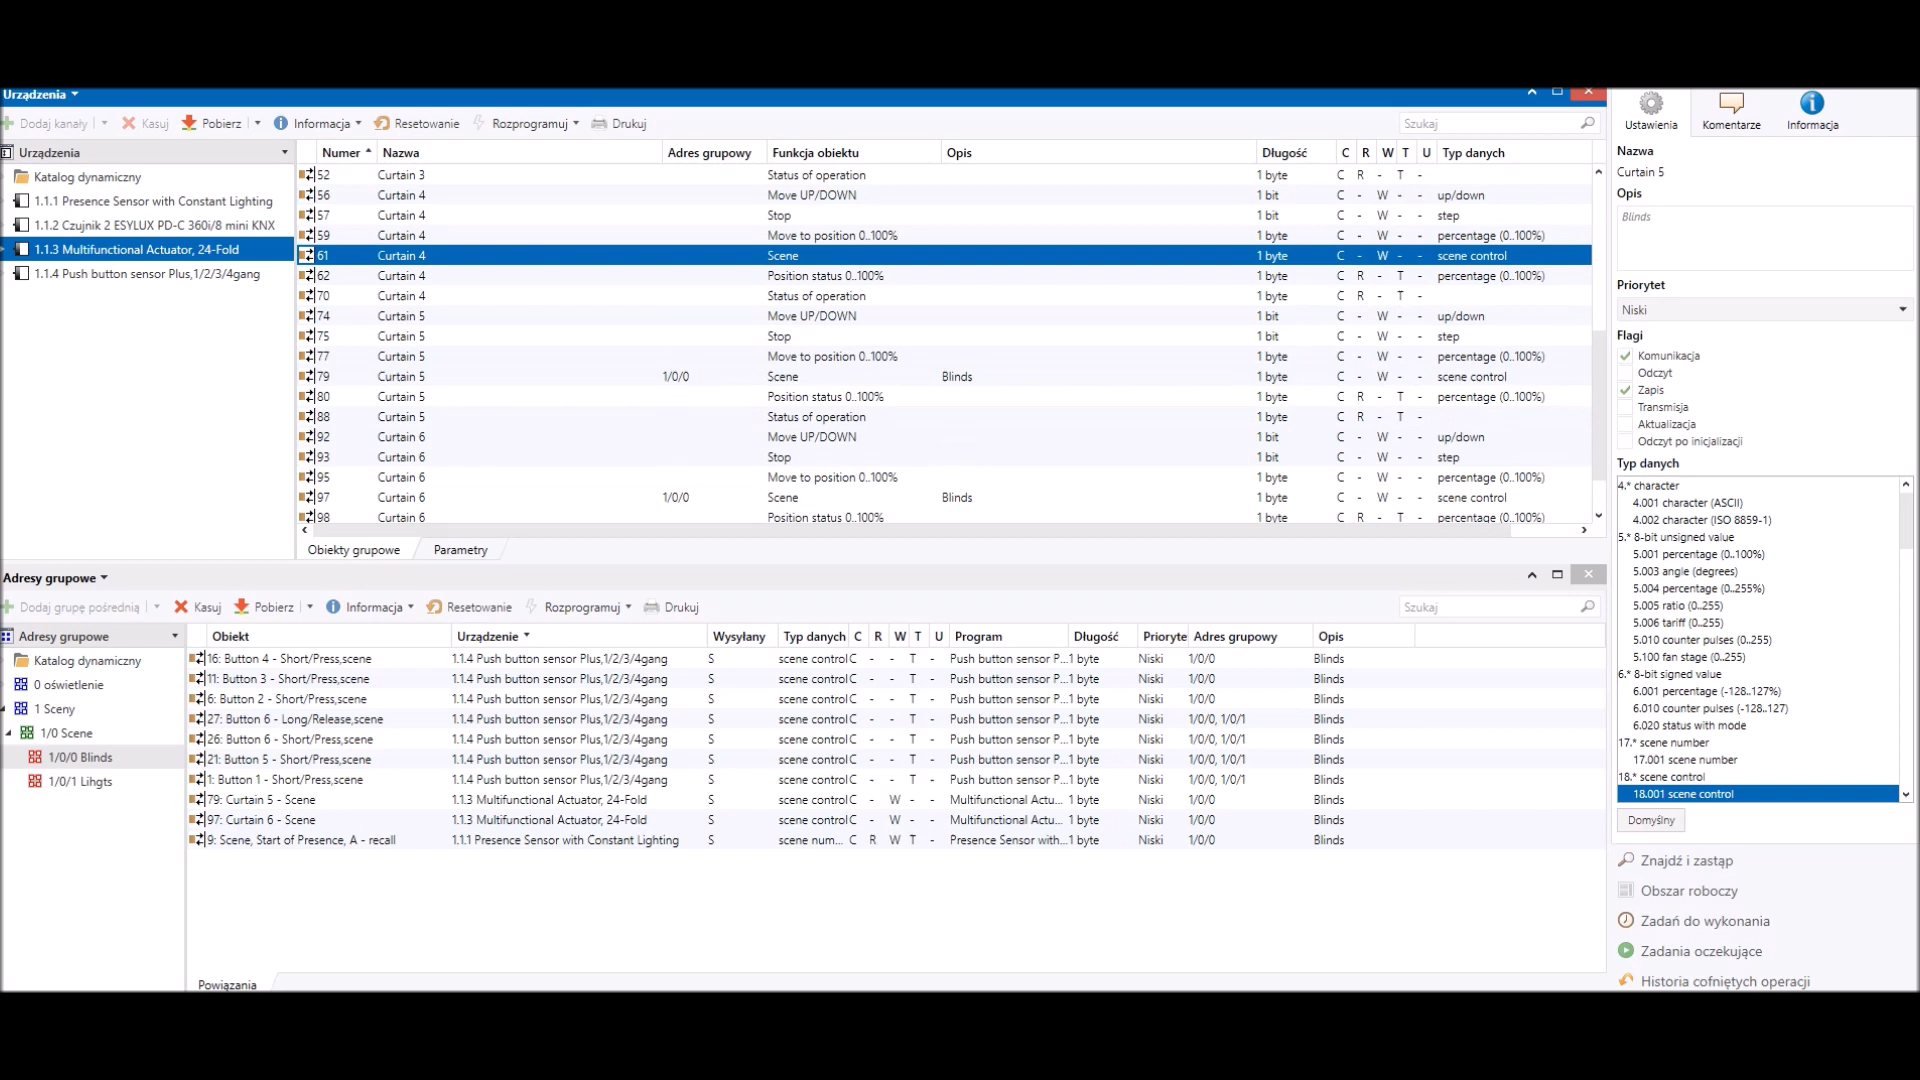 Urządzenia
Dodaj kanały Kasuj Pobierz Informacja Resetowanie Rozprogramuj Drukuj Szukaj
Urządzenia
Katalog dynamiczny
1.1.1 Presence Sensor with Constant Lighting
1.1.2 Czujnik 2 ESYLUX PD-C 360i/8 mini KNX
1.1.3 Multifunctional Actuator, 24-Fold
1.1.4 Push button sensor Plus,1/2/3/4gang
Numer Nazwa Adres grupowy Funkcja obiektu Opis Długość C R W T U Typ danych
52 Curtain 3 Status of operation 1 byte C R - T -
56 Curtain 4 Move UP/DOWN 1 bit C - W - - up/down
57 Curtain 4 Stop 1 bit C - W - - step
59 Curtain 4 Move to position 0..100% 1 byte C - W - - percentage (0..100%)
61 Curtain 4 Scene 1 byte C - W - - scene control
62 Curtain 4 Position status 0..100% 1 byte C R - T - percentage (0..100%)
70 Curtain 4 Status of operation 1 byte C R - T -
74 Curtain 5 Move UP/DOWN 1 bit C - W - - up/down
75 Curtain 5 Stop 1 bit C - W - - step
77 Curtain 5 Move to position 0..100% 1 byte C - W - - percentage (0..100%)
79 Curtain 5 1/0/0 Scene Blinds 1 byte C - W - - scene control
80 Curtain 5 Position status 0..100% 1 byte C R - T - percentage (0..100%)
88 Curtain 5 Status of operation 1 byte C R - T -
92 Curtain 6 Move UP/DOWN 1 bit C - W - - up/down
93 Curtain 6 Stop 1 bit C - W - - step
95 Curtain 6 Move to position 0..100% 1 byte C - W - - percentage (0..100%)
97 Curtain 6 1/0/0 Scene Blinds 1 byte C - W - - scene control
98 Curtain 6 Position status 0..100% 1 byte C R - T - percentage (0..100%)
Obiekty grupowe Parametry
Adresy grupowe
Dodaj grupę pośrednią Kasuj Pobierz Informacja Resetowanie Rozprogramuj Drukuj Szukaj
Adresy grupowe
Katalog dynamiczny
0 oświetlenie
1 Sceny
1/0 Scene
1/0/0 Blinds
1/0/1 Lihgts
Obiekt Urządzenie Wysyłany Typ danych C R W T U Program Długość Prioryte Adres grupowy Opis
16: Button 4 - Short/Press,scene 1.1.4 Push button sensor Plus,1/2/3/4gang S scene control C - - T - Push button sensor P... 1 byte Niski 1/0/0 Blinds
11: Button 3 - Short/Press,scene 1.1.4 Push button sensor Plus,1/2/3/4gang S scene control C - - T - Push button sensor P... 1 byte Niski 1/0/0 Blinds
6: Button 2 - Short/Press,scene 1.1.4 Push button sensor Plus,1/2/3/4gang S scene control C - - T - Push button sensor P... 1 byte Niski 1/0/0 Blinds
27: Button 6 - Long/Release,scene 1.1.4 Push button sensor Plus,1/2/3/4gang S scene control C - - T - Push button sensor P... 1 byte Niski 1/0/0, 1/0/1 Blinds
26: Button 6 - Short/Press,scene 1.1.4 Push button sensor Plus,1/2/3/4gang S scene control C - - T - Push button sensor P... 1 byte Niski 1/0/0, 1/0/1 Blinds
21: Button 5 - Short/Press,scene 1.1.4 Push button sensor Plus,1/2/3/4gang S scene control C - - T - Push button sensor P... 1 byte Niski 1/0/0, 1/0/1 Blinds
1: Button 1 - Short/Press,scene 1.1.4 Push button sensor Plus,1/2/3/4gang S scene control C - - T - Push button sensor P... 1 byte Niski 1/0/0, 1/0/1 Blinds
79: Curtain 5 - Scene 1.1.3 Multifunctional Actuator, 24-Fold S scene control C - W - - Multifunctional Actu... 1 byte Niski 1/0/0 Blinds
97: Curtain 6 - Scene 1.1.3 Multifunctional Actuator, 24-Fold S scene control C - W - - Multifunctional Actu... 1 byte Niski 1/0/0 Blinds
9: Scene, Start of Presence, A - recall 1.1.1 Presence Sensor with Constant Lighting S scene num... C R W T - Presence Sensor with... 1 byte Niski 1/0/0 Blinds
Powiązania
Ustawienia Komentarze Informacja
Nazwa
Curtain 5
Opis
Blinds
Priorytet
Niski
Flagi
Komunikacja
Odczyt
Zapis
Transmisja
Aktualizacja
Odczyt po inicjalizacji
Typ danych
4.* character
4.001 character (ASCII)
4.002 character (ISO 8859-1)
5.* 8-bit unsigned value
5.001 percentage (0..100%)
5.003 angle (degrees)
5.004 percentage (0..255%)
5.005 ratio (0..255)
5.006 tariff (0..255)
5.010 counter pulses (0..255)
5.100 fan stage (0..255)
6.* 8-bit signed value
6.001 percentage (-128..127%)
6.010 counter pulses (-128..127)
6.020 status with mode
17.* scene number
17.001 scene number
18.* scene control
18.001 scene control
Domyślny
Znajdź i zastąp
Obszar roboczy
Zadań do wykonania
Zadania oczekujące
Historia cofniętych operacji